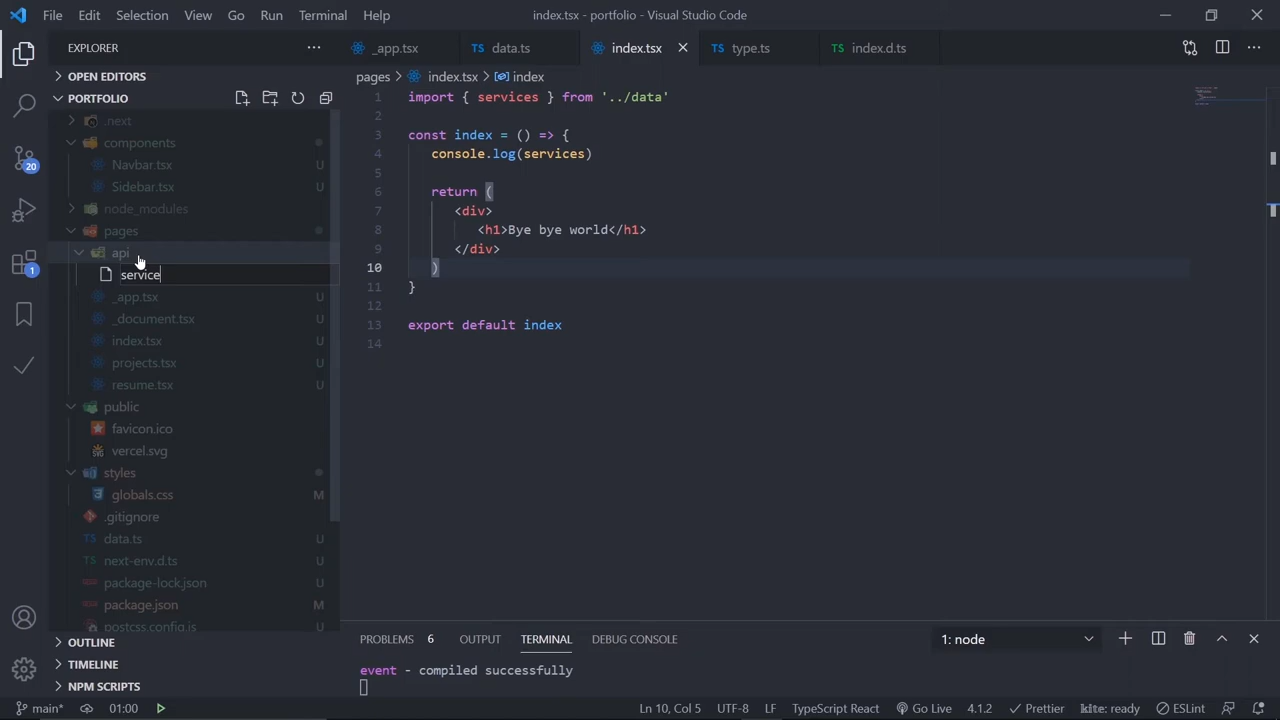 File Edit Selection View Go Run Terminal Help index.tsx - portfolio - Visual Studio Code
EXPLORER
_app.tsx data.ts index.tsx type.ts index.d.ts
OPEN EDITORS
PORTFOLIO
pages > index.tsx > index
.next
components
Navbar.tsx U
Sidebar.tsx U
node_modules
pages
api
service
_app.tsx U
_document.tsx U
index.tsx U
projects.tsx U
resume.tsx U
public
favicon.ico U
vercel.svg U
styles
globals.css M
.gitignore U
data.ts U
next-env.d.ts U
package-lock.json U
package.json M
postcss.config.js U
OUTLINE
TIMELINE
NPM SCRIPTS
20
1
1 import { services } from '../data'
2
3 const index = () => {
4 console.log(services)
5
6 return (
7 <div>
8 <h1>Bye bye world</h1>
9 </div>
10 )
11 }
12
13 export default index
14
PROBLEMS 6 OUTPUT TERMINAL DEBUG CONSOLE 1: node
event - compiled successfully
main* 01:00 Ln 10, Col 5 UTF-8 LF TypeScript React Go Live 4.1.2 Prettier kite: ready ESLint